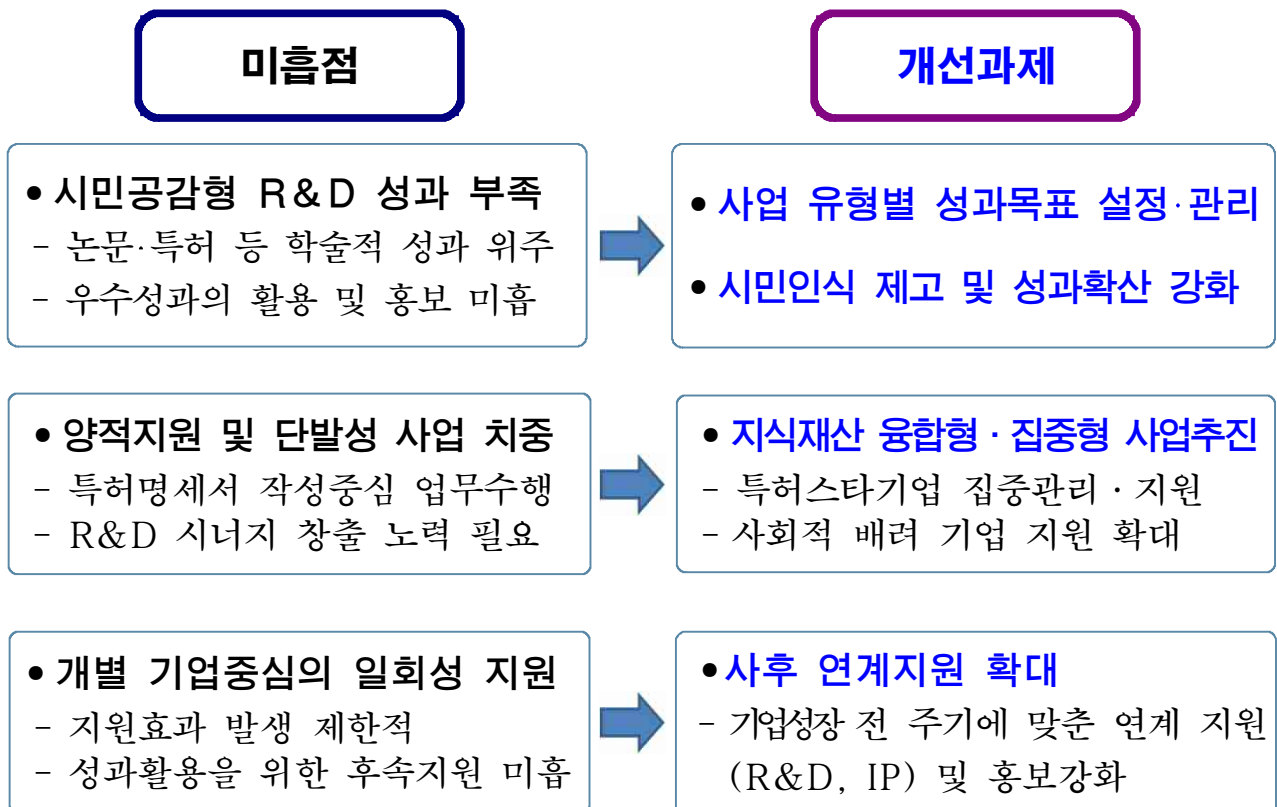 미흡점
개선과제
• 시민공감형 R&D 성과 부족
- 논문·특허 등 학술적 성과 위주
- 우수성과의 활용 및 홍보 미흡
• 사업 유형별 성과목표 설정·관리
• 시민인식 제고 및 성과확산 강화
• 양적지원 및 단발성 사업 치중
- 특허명세서 작성중심 업무수행
- R&D 시너지 창출 노력 필요
• 지식재산 융합형·집중형 사업추진
- 특허스타기업 집중관리·지원
- 사회적 배려 기업 지원 확대
• 개별 기업중심의 일회성 지원
- 지원효과 발생 제한적
- 성과활용을 위한 후속지원 미흡
• 사후 연계지원 확대
- 기업성장 전 주기에 맞춘 연계 지원
(R&D, IP) 및 홍보강화